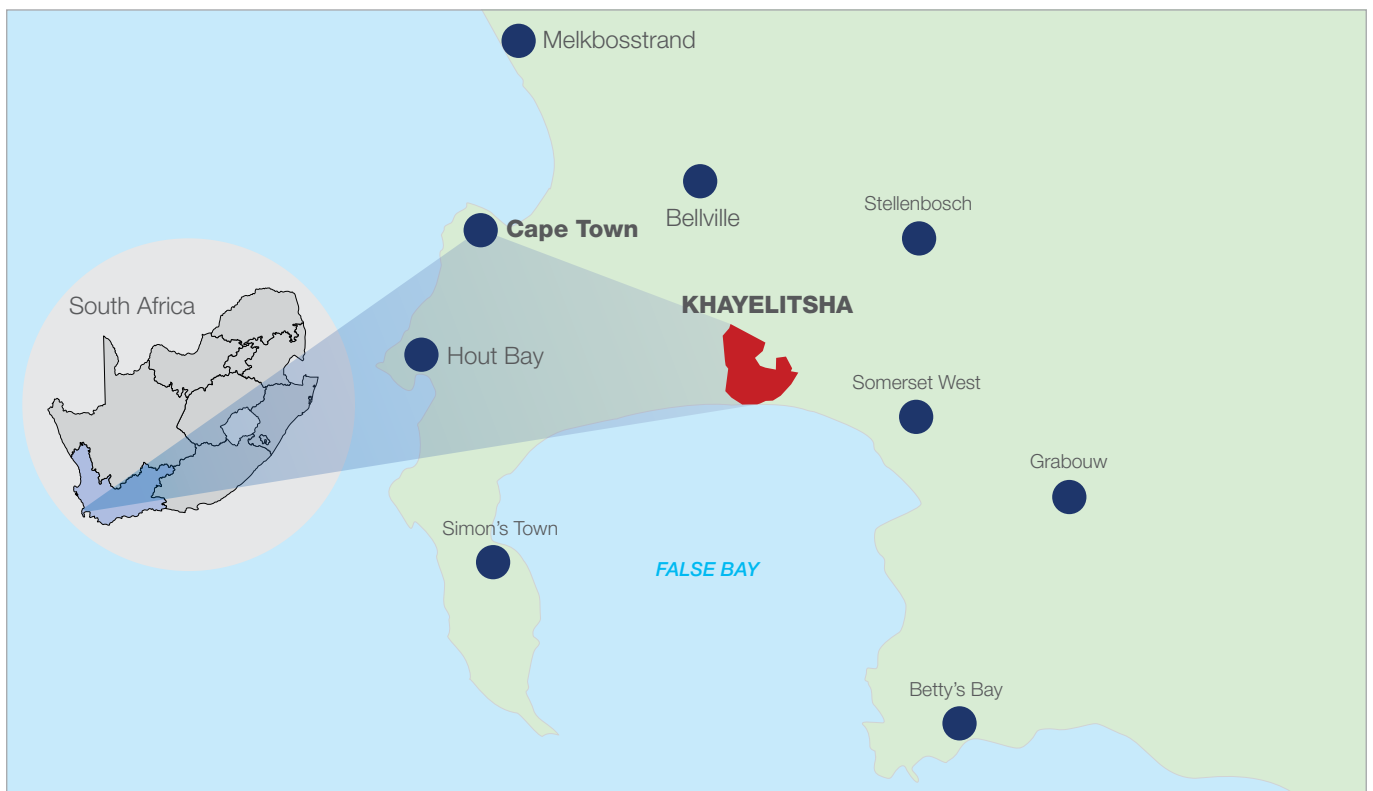 Melkbosstrand
Bellville
Stellenbosch
Cape Town
South Africa
KHAYELITSHA
Hout Bay
Somerset West
Grabouw
Simon's Town
FALSE BAY
Betty's Bay